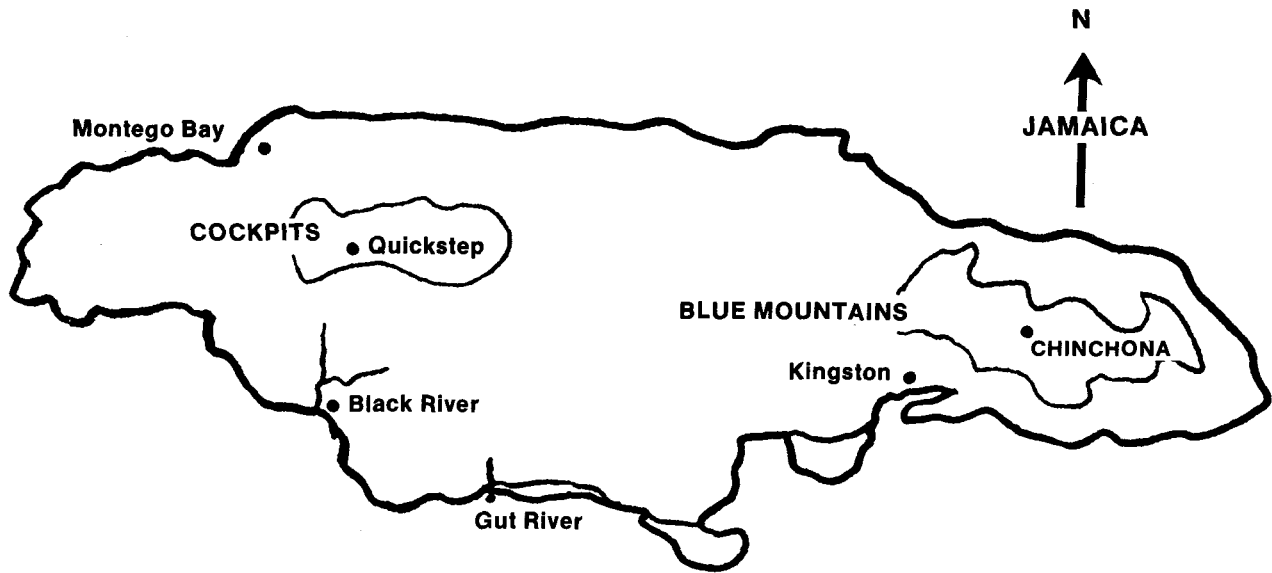 N
JAMAICA
Montego Bay
COCKPITS
Quickstep
BLUE MOUNTAINS
CHINCHONA
Kingston
Black River
Gut River